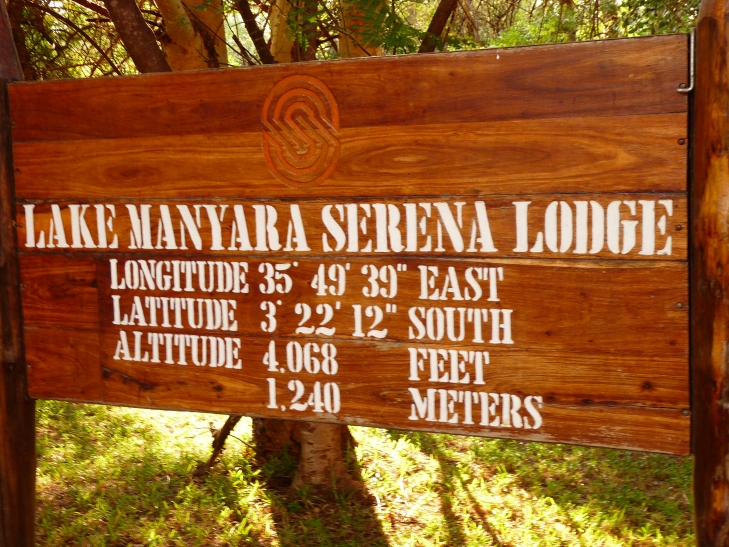 LAKE MANYARA SERENA LODGE
LONGITUDE 35° 49' 39" EAST
LATITUDE 3° 22' 12" SOUTH
ALTITUDE 4,068 FEET
1,240 METERS